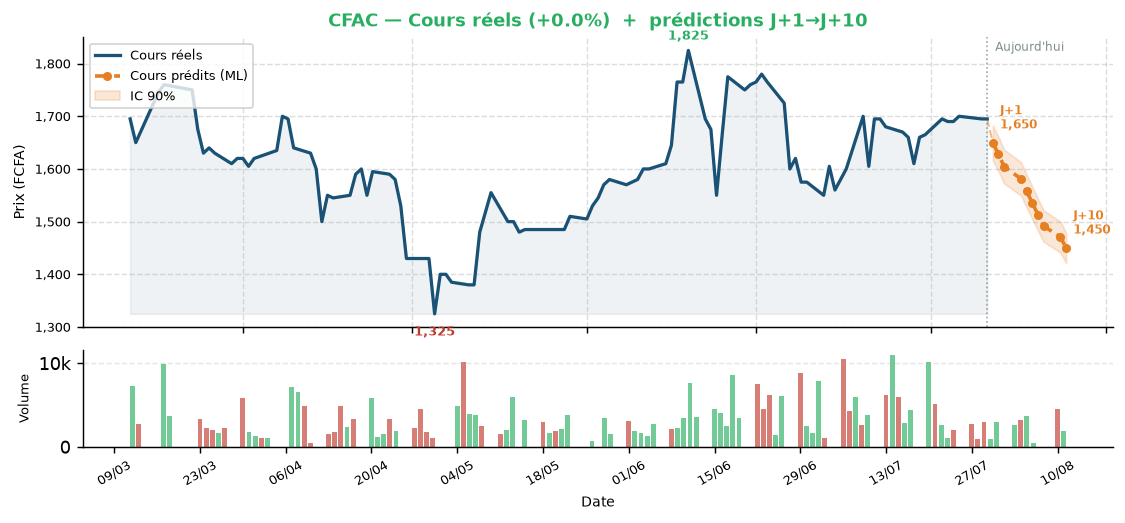 CFAC — Cours réels (+0.0%) + prédictions J+1→J+10
Cours réels
Cours prédits (ML)
IC 90%
1,825
Aujourd'hui
J+1
1,650
J+10
1,450
1,325
Prix (FCFA)
1,800
1,700
1,600
1,500
1,400
1,300
Volume
10k
0
09/03
23/03
06/04
20/04
04/05
18/05
01/06
15/06
29/06
13/07
27/07
10/08
Date